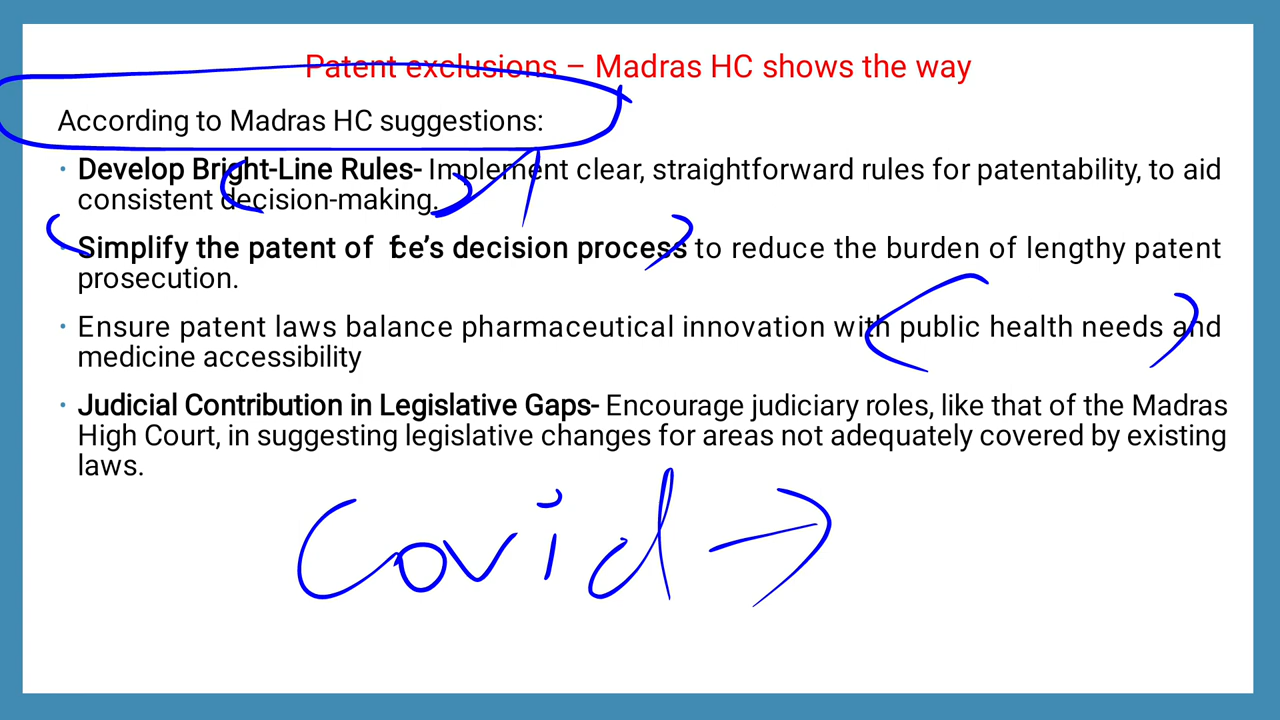 Patent exclusions – Madras HC shows the way
According to Madras HC suggestions:
• Develop Bright-Line Rules- Implement clear, straightforward rules for patentability, to aid
consistent decision-making.
• Simplify the patent of fce’s decision process to reduce the burden of lengthy patent
prosecution.
• Ensure patent laws balance pharmaceutical innovation with public health needs and
medicine accessibility
• Judicial Contribution in Legislative Gaps- Encourage judiciary roles, like that of the Madras
High Court, in suggesting legislative changes for areas not adequately covered by existing
laws.
Covid →